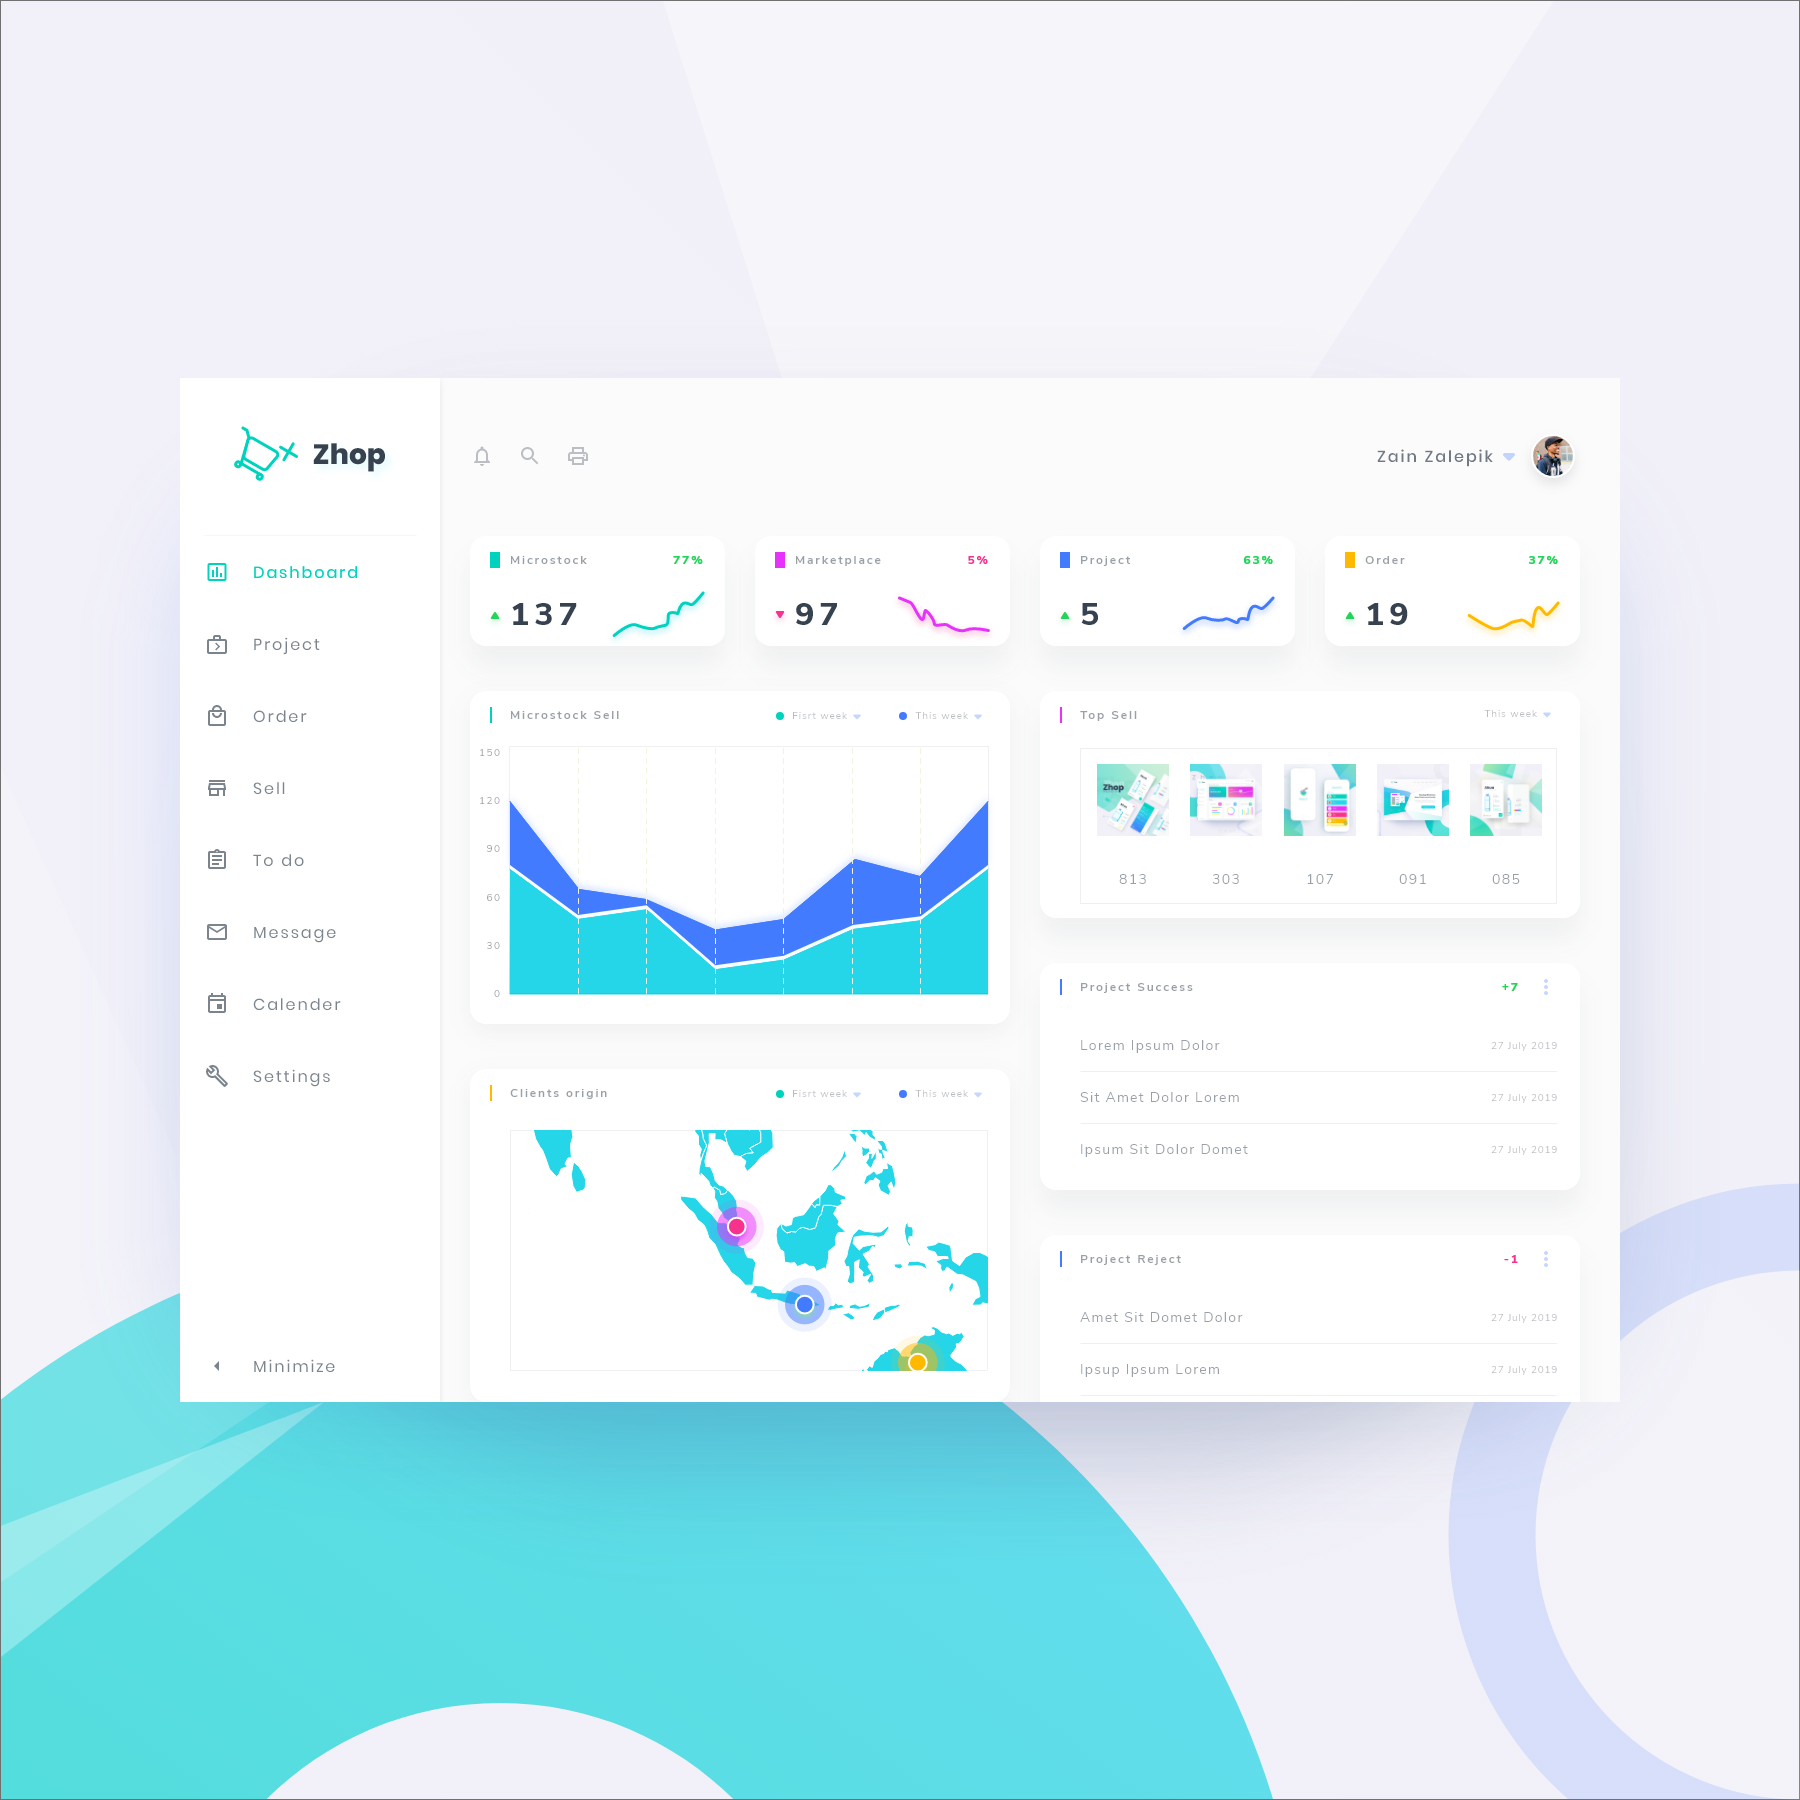 Zhop
Zain Zalepik
Dashboard
Project
Order
Sell
To do
Message
Calender
Settings
Minimize
Microstock 77%
137
Marketplace 5%
97
Project 63%
5
Order 37%
19
Microstock Sell Fisrt week This week
150
120
90
60
30
0
Top Sell This week
Zhop
813 303 107 091 085
Project Success +7
Lorem Ipsum Dolor 27 July 2019
Sit Amet Dolor Lorem 27 July 2019
Ipsum Sit Dolor Domet 27 July 2019
Clients origin Fisrt week This week
Project Reject -1
Amet Sit Domet Dolor 27 July 2019
Ipsup Ipsum Lorem 27 July 2019